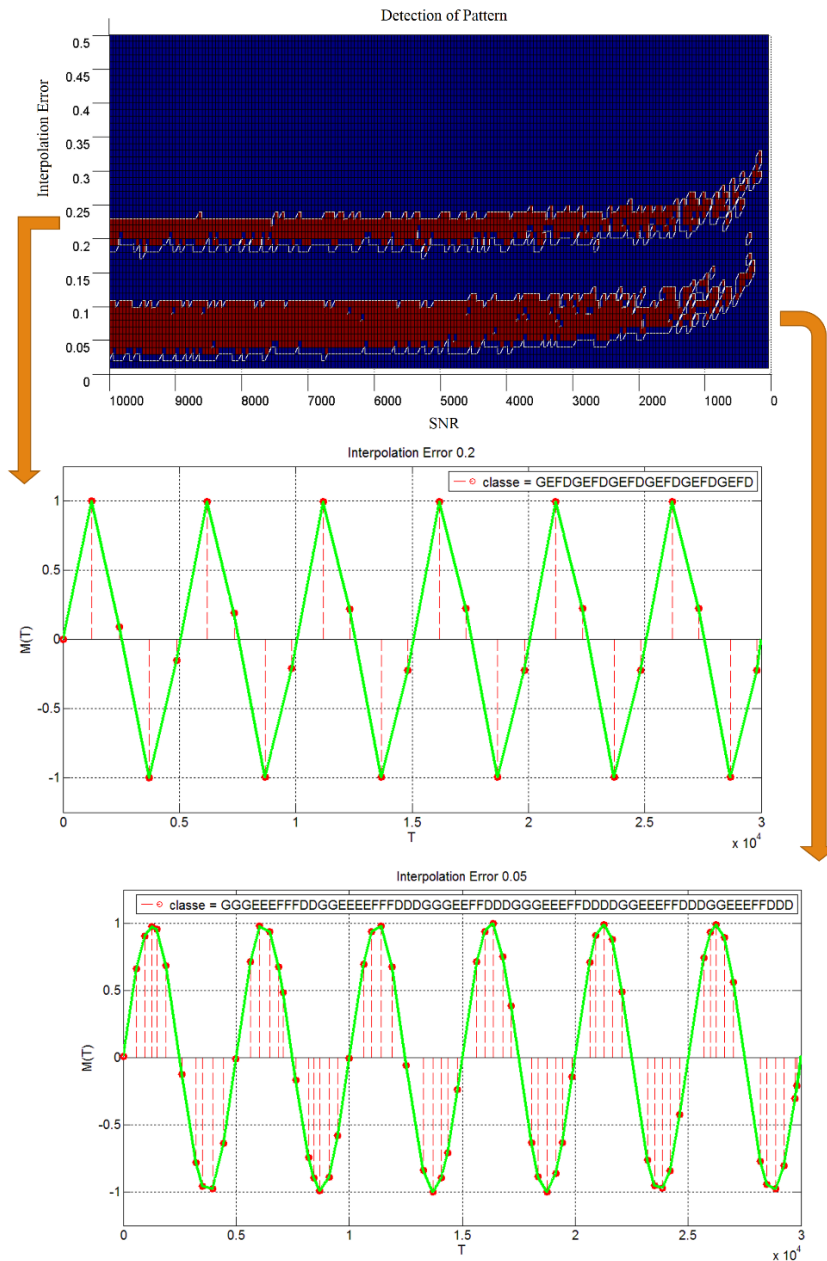 Detection of Pattern
Interpolation Error
0.5
0.45
0.4
0.35
0.3
0.25
0.2
0.15
0.1
0.05
0
10000 9000 8000 7000 6000 5000 4000 3000 2000 1000 0
SNR
Interpolation Error 0.2
classe = GEFDGEFDGEFDGEFDGEFDGEFD
M(T)
1
0.5
0
-0.5
-1
0 0.5 1 1.5 2 2.5 3
T
x 10^4
Interpolation Error 0.05
classe = GGGEEEFFFDDGGEEEEFFFDDDGGGEEFFDDDGGGEEEFFDDDDGGEEEFFDDDGGEEEFFDDD
M(T)
1
0.5
0
-0.5
-1
0 0.5 1 1.5 2 2.5 3
T
x 10^4